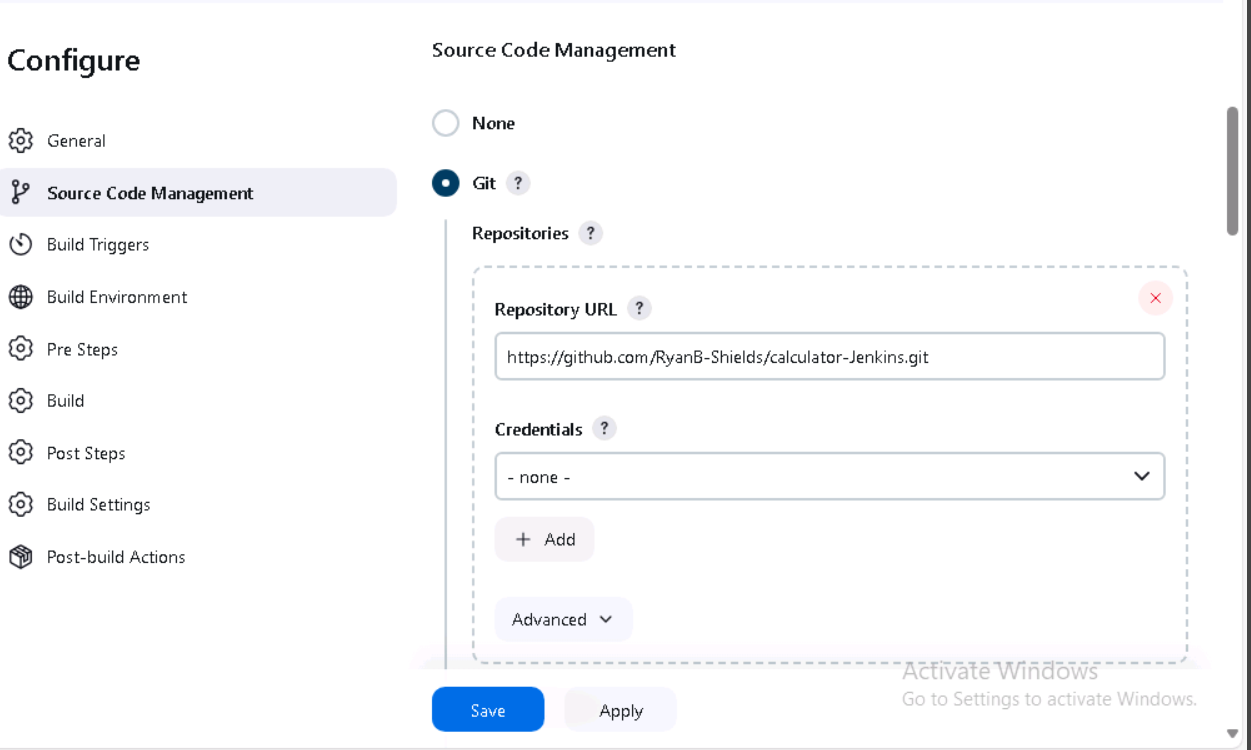 Configure
General
Source Code Management
Build Triggers
Build Environment
Pre Steps
Build
Post Steps
Build Settings
Post-build Actions
Source Code Management
None
Git ?
Repositories ?
Repository URL ?
https://github.com/RyanB-Shields/calculator-Jenkins.git
Credentials ?
- none -
+ Add
Advanced
Save
Apply
Activate Windows
Go to Settings to activate Windows.